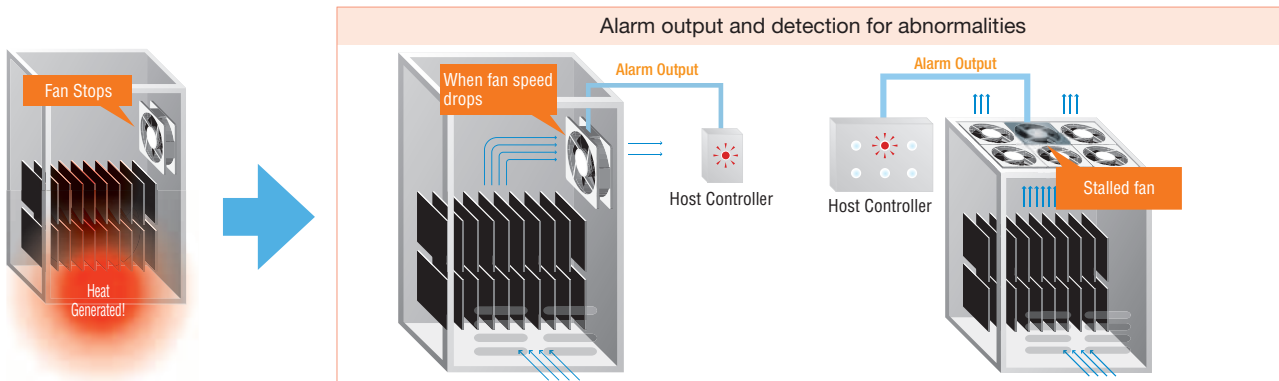 Alarm output and detection for abnormalities
Fan Stops
Heat
Generated!
When fan speed
drops
Alarm Output
Host Controller
Alarm Output
Host Controller
Stalled fan